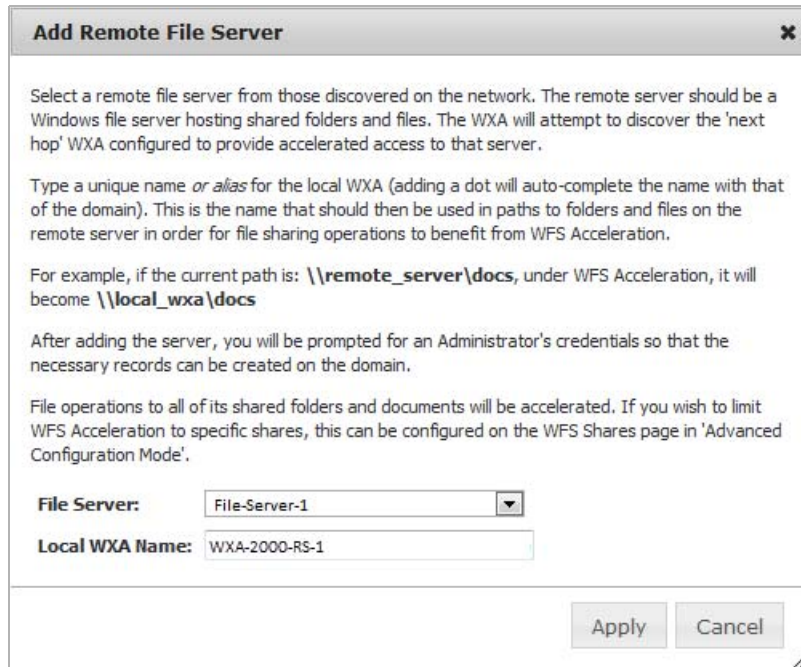 Add Remote File Server
Select a remote file server from those discovered on the network. The remote server should be a
Windows file server hosting shared folders and files. The WXA will attempt to discover the 'next
hop' WXA configured to provide accelerated access to that server.
Type a unique name or alias for the local WXA (adding a dot will auto-complete the name with that
of the domain). This is the name that should then be used in paths to folders and files on the
remote server in order for file sharing operations to benefit from WFS Acceleration.
For example, if the current path is: \\remote_server\docs, under WFS Acceleration, it will
become \\local_wxa\docs
After adding the server, you will be prompted for an Administrator's credentials so that the
necessary records can be created on the domain.
File operations to all of its shared folders and documents will be accelerated. If you wish to limit
WFS Acceleration to specific shares, this can be configured on the WFS Shares page in 'Advanced
Configuration Mode'.
File Server: File-Server-1
Local WXA Name: WXA-2000-RS-1
Apply Cancel